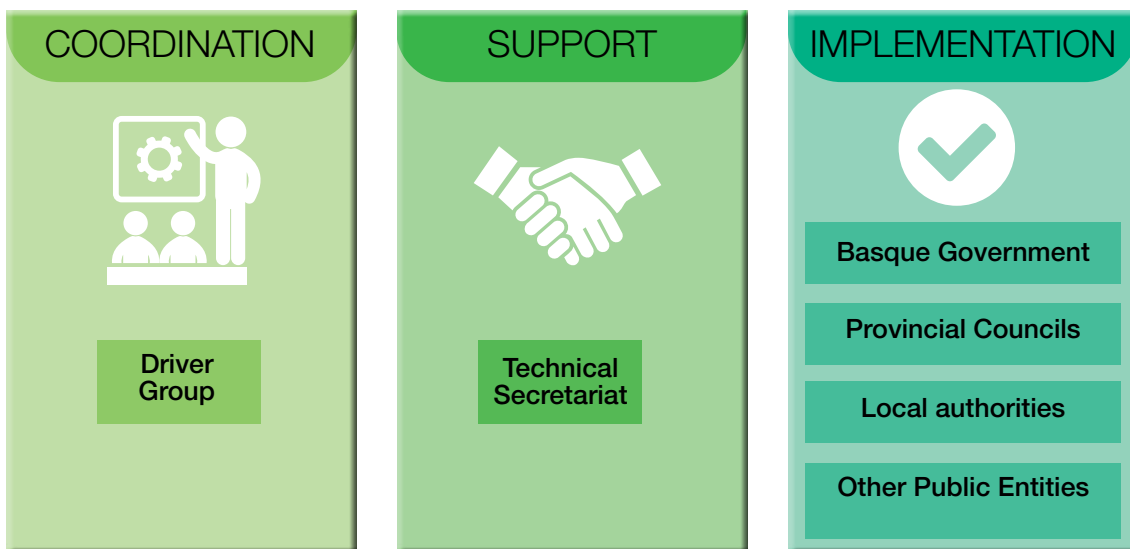 COORDINATION
Driver
Group
SUPPORT
Technical
Secretariat
IMPLEMENTATION
Basque Government
Provincial Councils
Local authorities
Other Public Entities